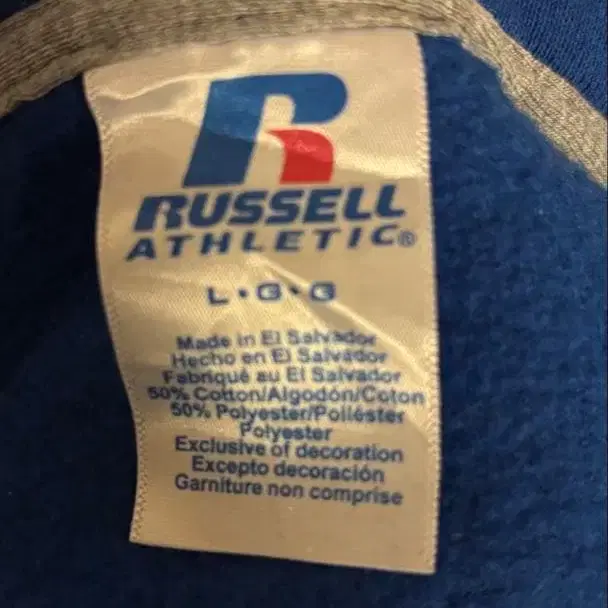 R
RUSSELL
ATHLETIC®
L•G•G
Made in El Salvador
Hecho en El Salvador
Fabriqué au El Salvador
50% Cotton/Algodón/Coton
50% Polyester/Poliéster
Polyester
Exclusive of decoration
Excepto decoración
Garniture non comprise